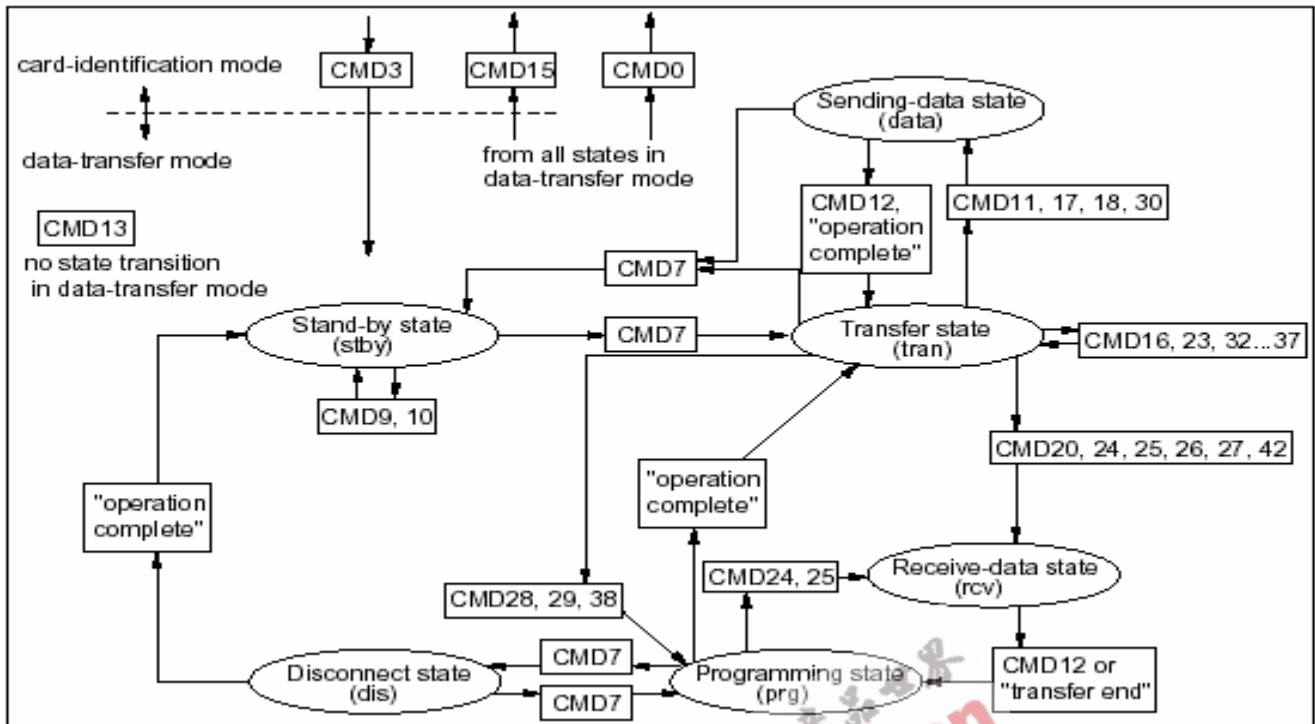 card-identification mode
CMD3
CMD15
CMD0
data-transfer mode
from all states in
data-transfer mode
Sending-data state
(data)
CMD13
no state transition
in data-transfer mode
CMD12,
"operation
complete"
CMD11, 17, 18, 30
CMD7
Stand-by state
(stby)
CMD7
Transfer state
(tran)
CMD16, 23, 32...37
CMD9, 10
CMD20, 24, 25, 26, 27, 42
"operation
complete"
"operation
complete"
CMD24, 25
Receive-data state
(rcv)
CMD28, 29, 38
CMD7
Disconnect state
(dis)
CMD7
Programming state
(prg)
CMD12 or
"transfer end"